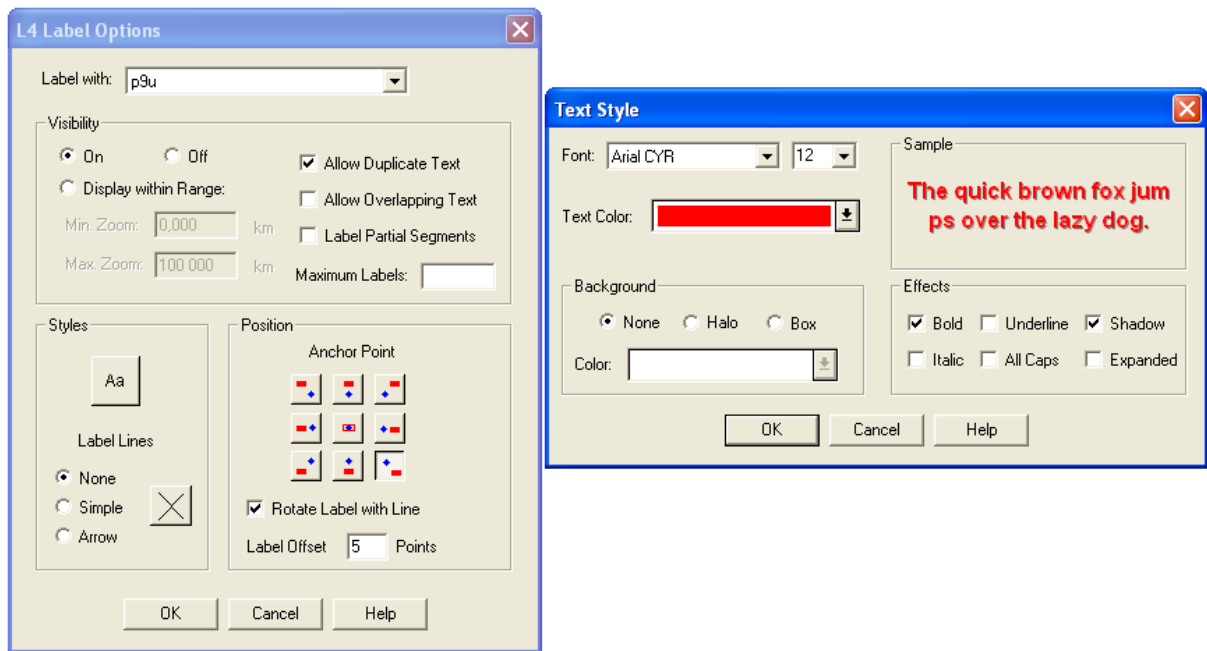 L4 Label Options
Label with: p9u
Visibility
On Off
Display within Range:
Min. Zoom: 0,000 km
Max. Zoom: 100 000 km
Allow Duplicate Text
Allow Overlapping Text
Label Partial Segments
Maximum Labels:
Styles
Aa
Label Lines
None
Simple
Arrow
Position
Anchor Point
Rotate Label with Line
Label Offset 5 Points
OK Cancel Help
Text Style
Font: Arial CYR 12
Text Color:
Sample
The quick brown fox jum
ps over the lazy dog.
Background
None Halo Box
Color:
Effects
Bold Underline Shadow
Italic All Caps Expanded
OK Cancel Help